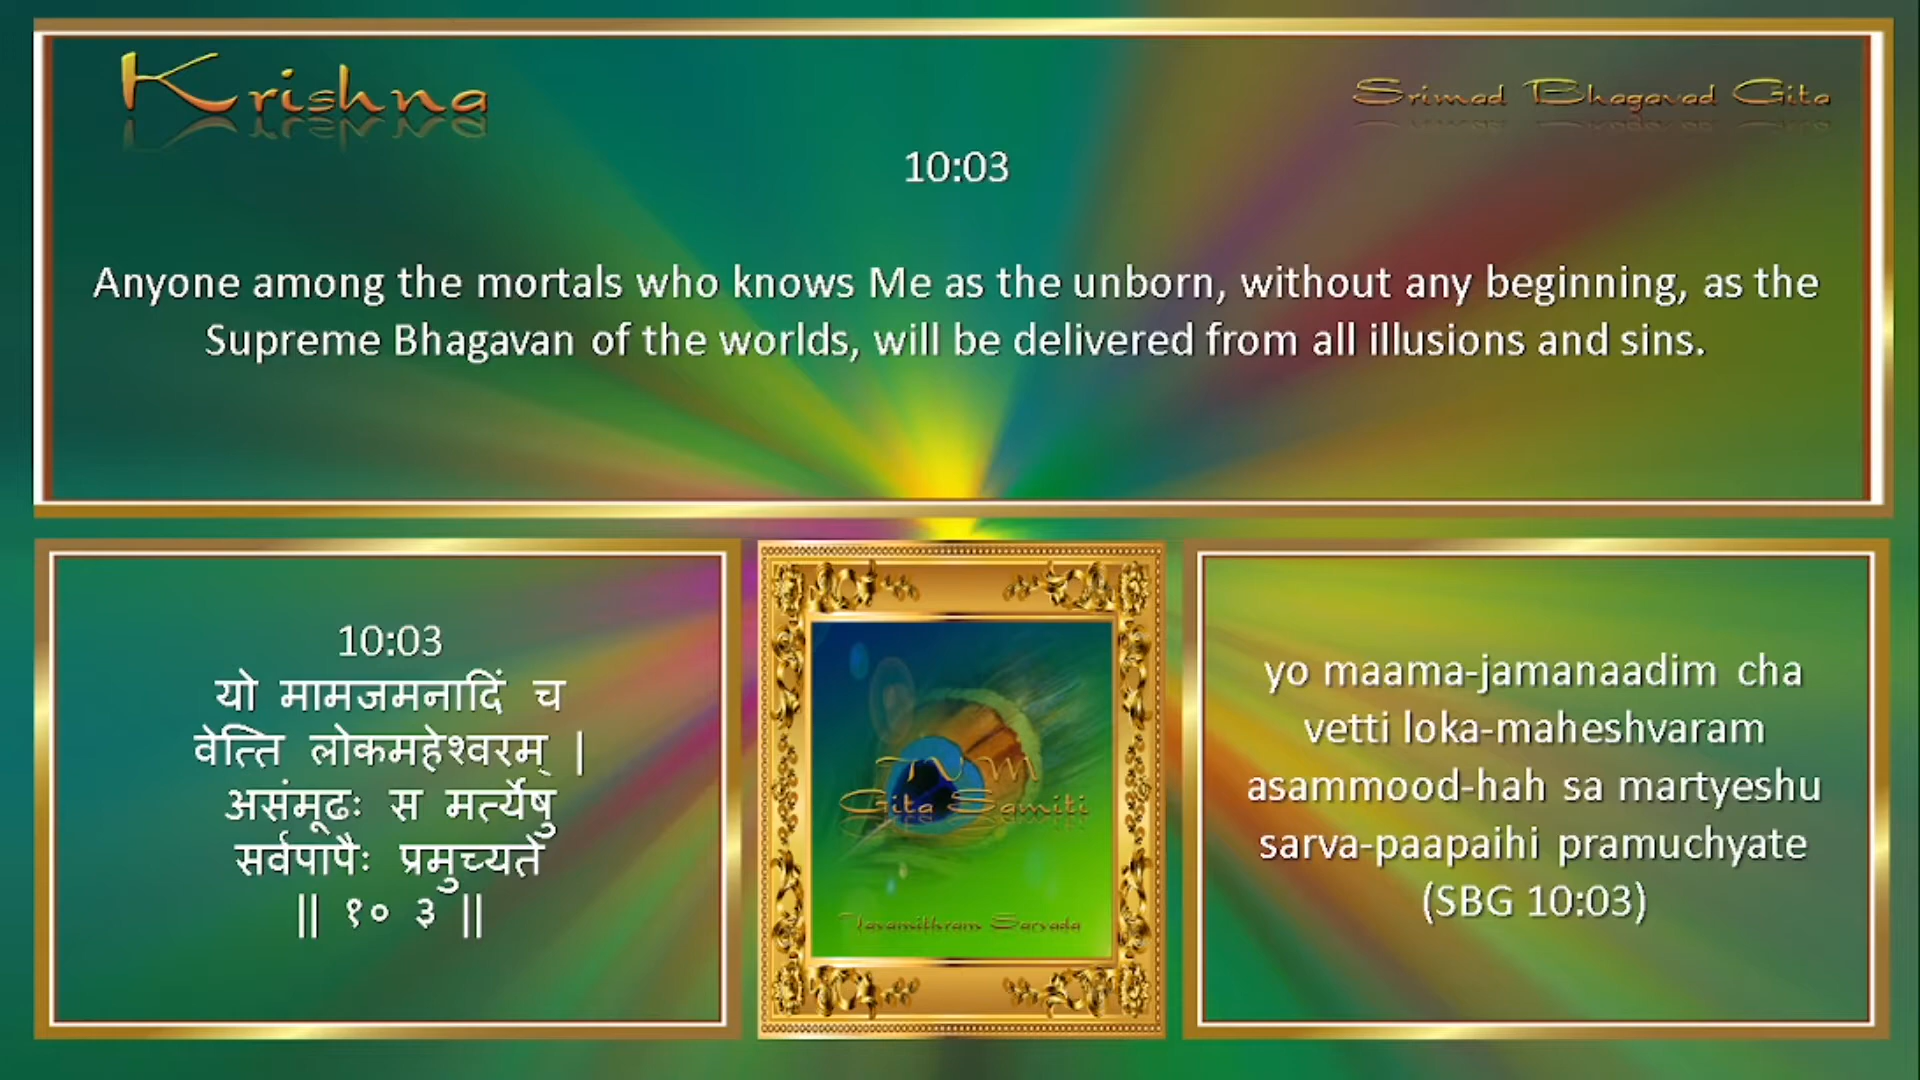 Krishna
Srimad Bhagavad Gita
10:03
Anyone among the mortals who knows Me as the unborn, without any beginning, as the
Supreme Bhagavan of the worlds, will be delivered from all illusions and sins.
10:03
यो मामजमनादिं च
वेत्ति लोकमहेश्वरम् |
असंमूढः स मर्त्येषु
सर्वपापैः प्रमुच्यते
|| १० ३ ||
TVM
Gita Samiti
Tavamithram Sarvada
yo maama-jamanaadim cha
vetti loka-maheshvaram
asammood-hah sa martyeshu
sarva-paapaihi pramuchyate
(SBG 10:03)